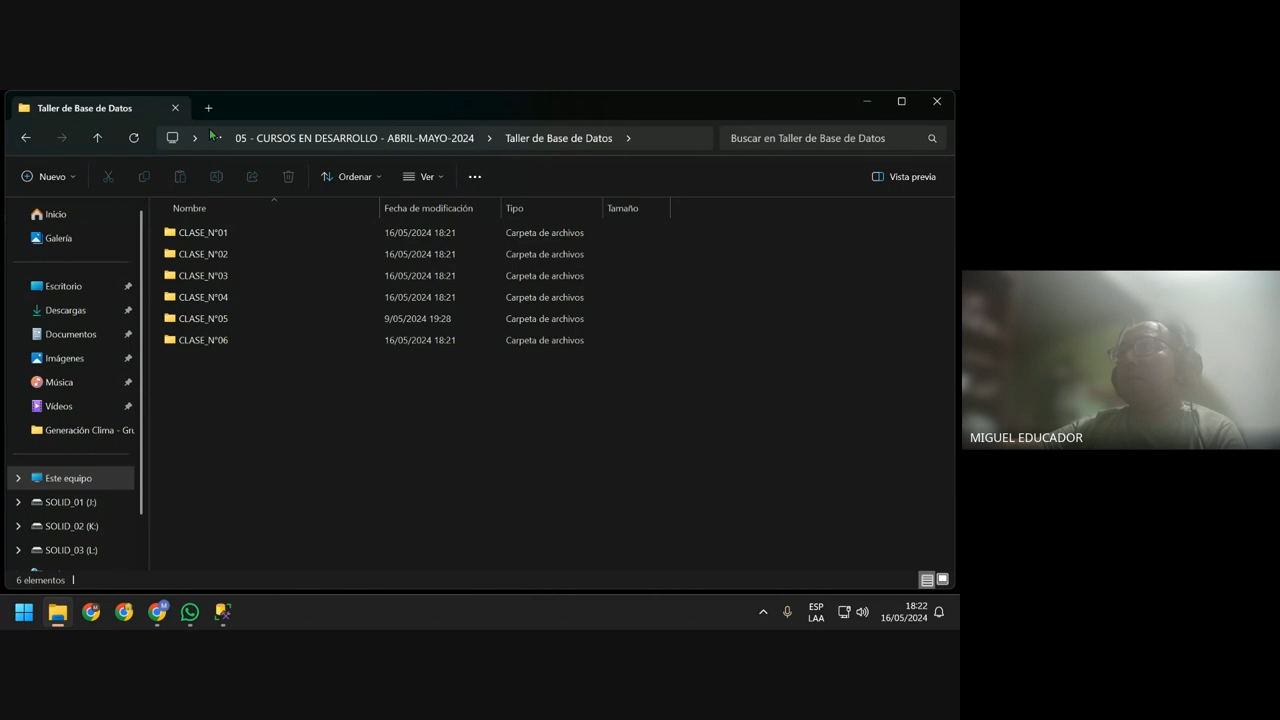 Taller de Base de Datos
05 - CURSOS EN DESARROLLO - ABRIL-MAYO-2024
Taller de Base de Datos
Buscar en Taller de Base de Datos
Nuevo
Ordenar
Ver
Vista previa
Nombre Fecha de modificación Tipo Tamaño
CLASE_N°01 16/05/2024 18:21 Carpeta de archivos
CLASE_N°02 16/05/2024 18:21 Carpeta de archivos
CLASE_N°03 16/05/2024 18:21 Carpeta de archivos
CLASE_N°04 16/05/2024 18:21 Carpeta de archivos
CLASE_N°05 9/05/2024 19:28 Carpeta de archivos
CLASE_N°06 16/05/2024 18:21 Carpeta de archivos
Inicio
Galería
Escritorio
Descargas
Documentos
Imágenes
Música
Vídeos
Generación Clima - Gru
Este equipo
SOLID_01 (J:)
SOLID_02 (K:)
SOLID_03 (L:)
6 elementos
ESP
LAA
18:22
16/05/2024
MIGUEL EDUCADOR